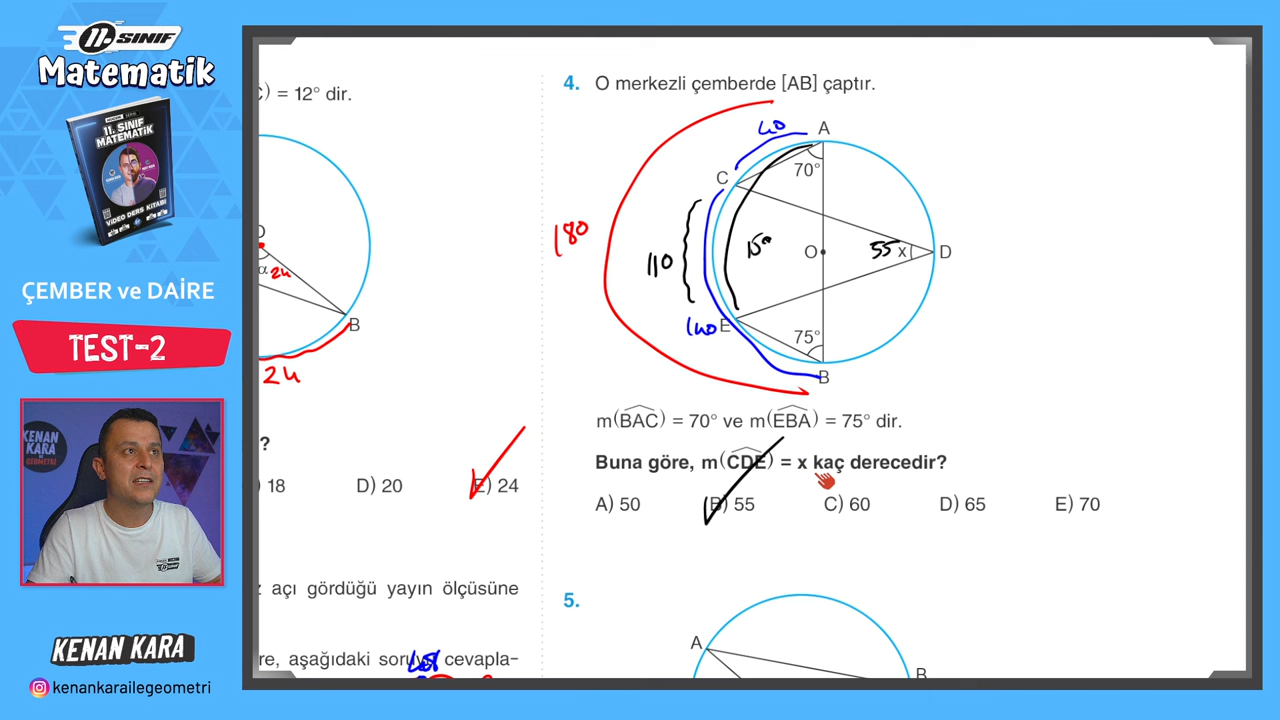 11.SINIF
Matematik
11. SINIF
MATEMATİK
VİDEO DERS KİTABI
ÇEMBER ve DAİRE
TEST-2
KENAN
KARA
GEOMETRI
KENAN KARA
kenankarailegeometri
C) = 12° dir.
α
24
B
24
?
18
D) 20
E) 24
açı gördüğü yayın ölçüsüne
re, aşağıdaki soruyu cevapla-
4. O merkezli çemberde [AB] çaptır.
40
A
70°
C
180
110
150
O
55
x
D
140
E
75°
B
m(BAC) = 70° ve m(EBA) = 75° dir.
Buna göre, m(CDE) = x kaç derecedir?
A) 50 B) 55 C) 60 D) 65 E) 70
5.
A
B